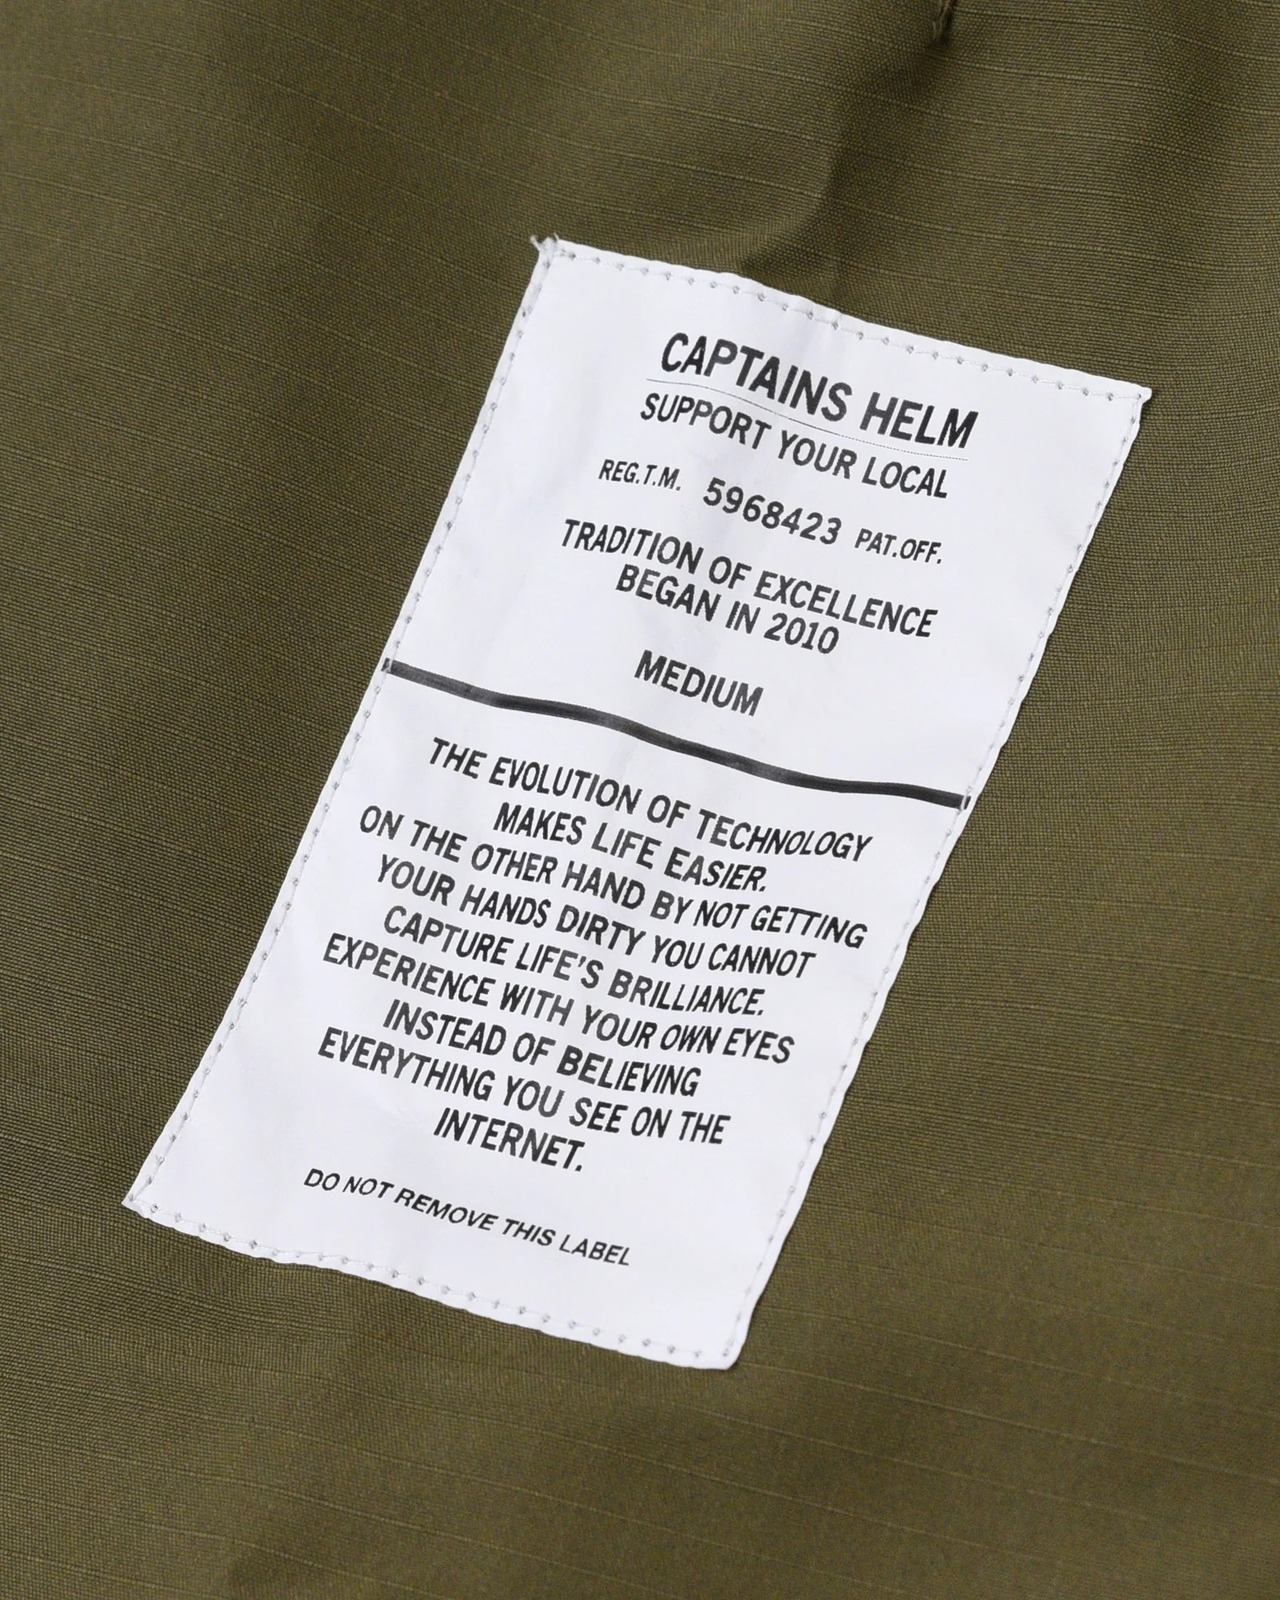 CAPTAINS HELM
SUPPORT YOUR LOCAL
REG.T.M. 5968423 PAT.OFF.
TRADITION OF EXCELLENCE
BEGAN IN 2010
MEDIUM
THE EVOLUTION OF TECHNOLOGY
MAKES LIFE EASIER.
ON THE OTHER HAND BY NOT GETTING
YOUR HANDS DIRTY YOU CANNOT
CAPTURE LIFE'S BRILLIANCE.
EXPERIENCE WITH YOUR OWN EYES
INSTEAD OF BELIEVING
EVERYTHING YOU SEE ON THE
INTERNET.
DO NOT REMOVE THIS LABEL